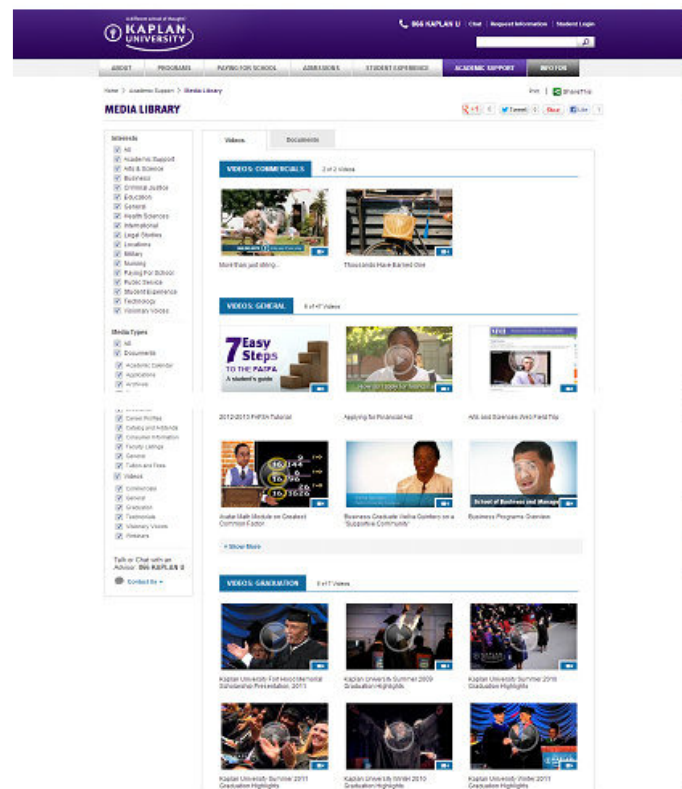 KAPLAN
UNIVERSITY
866 KAPLAN U | Chat | Request Information | Student Login
ABOUT PROGRAMS PAYING FOR SCHOOL ADMISSIONS STUDENT EXPERIENCE ACADEMIC SUPPORT INFO FOR
Home > Academic Support > Media Library
Print | ShareThis
MEDIA LIBRARY
+1 0 Tweet 0 Share Like 1
Interests
All
Academic Support
Arts & Science
Business
Criminal Justice
Education
General
Health Sciences
International
Legal Studies
Locations
Military
Nursing
Paying For School
Public Service
Student Experience
Technology
Visionary Voices
Media Types
All
Documents
Academic Calendar
Applications
Archives
Career Profiles
Catalog and Addenda
Consumer Information
Faculty Listings
General
Tuition and Fees
Videos
Commercials
General
Graduation
Testimonials
Visionary Voices
Webinars
Talk or Chat with an
Advisor: 866 KAPLAN U
Contact Us
Videos Documents
VIDEOS: COMMERCIALS 2 of 2 Videos
More than just string...
Thousands Have Earned One
VIDEOS: GENERAL 6 of 47 Videos
7 Easy
Steps
TO THE FAFSA
A student's guide
2012-2013 FAFSA Tutorial
Applying for Financial Aid
Arts and Sciences Web Field Trip
School of Business and Manage
Avatar Math Module on Greatest
Common Factor
Business Graduate Hellia Quintero on a
"Supportive Community"
Business Programs Overview
+ Show More
VIDEOS: GRADUATION 6 of 7 Videos
Kaplan University Fort Hood Memorial
Scholarship Presentation, 2011
Kaplan University Summer 2009
Graduation Highlights
Kaplan University Summer 2010
Graduation Highlights
Kaplan University Summer 2011
Graduation Highlights
Kaplan University Winter 2010
Graduation Highlights
Kaplan University Winter 2011
Graduation Highlights